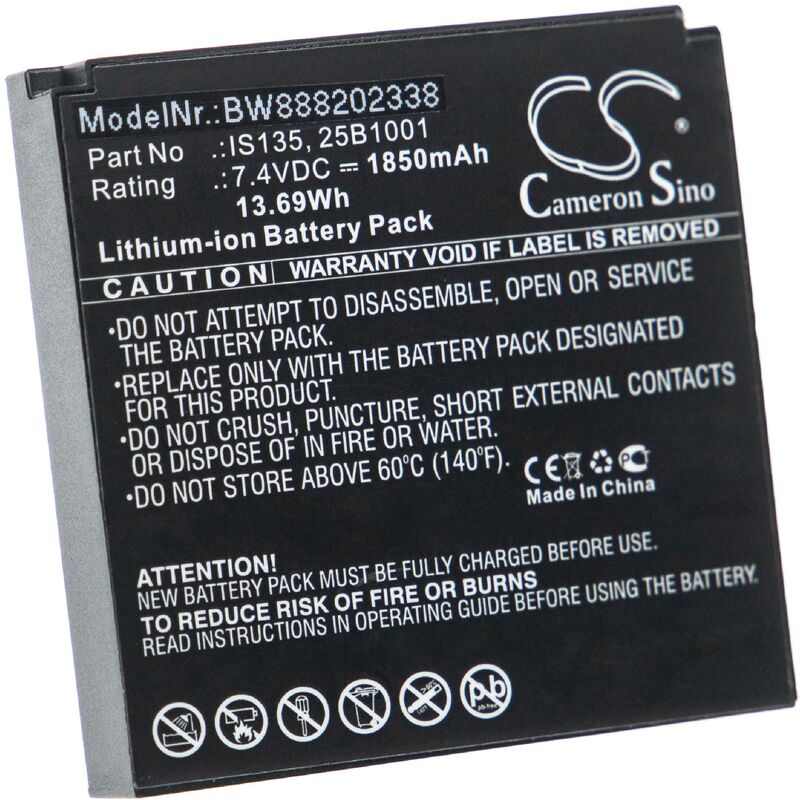 ModelNr.:BW888202338
Part No .:IS135, 25B1001
Rating .:7.4VDC ⎓ 1850mAh
13.69Wh
Lithium-ion Battery Pack
CS
Cameron Sino
CAUTION WARRANTY VOID IF LABEL IS REMOVED
•DO NOT ATTEMPT TO DISASSEMBLE, OPEN OR SERVICE
THE BATTERY PACK.
•REPLACE ONLY WITH THE BATTERY PACK DESIGNATED
FOR THIS PRODUCT.
•DO NOT CRUSH, PUNCTURE, SHORT EXTERNAL CONTACTS
OR DISPOSE OF IN FIRE OR WATER.
•DO NOT STORE ABOVE 60°C (140°F).
CE
Made In China
ATTENTION!
NEW BATTERY PACK MUST BE FULLY CHARGED BEFORE USE.
TO REDUCE RISK OF FIRE OR BURNS
READ INSTRUCTIONS IN OPERATING GUIDE BEFORE USING THE BATTERY.
pb
pb-free